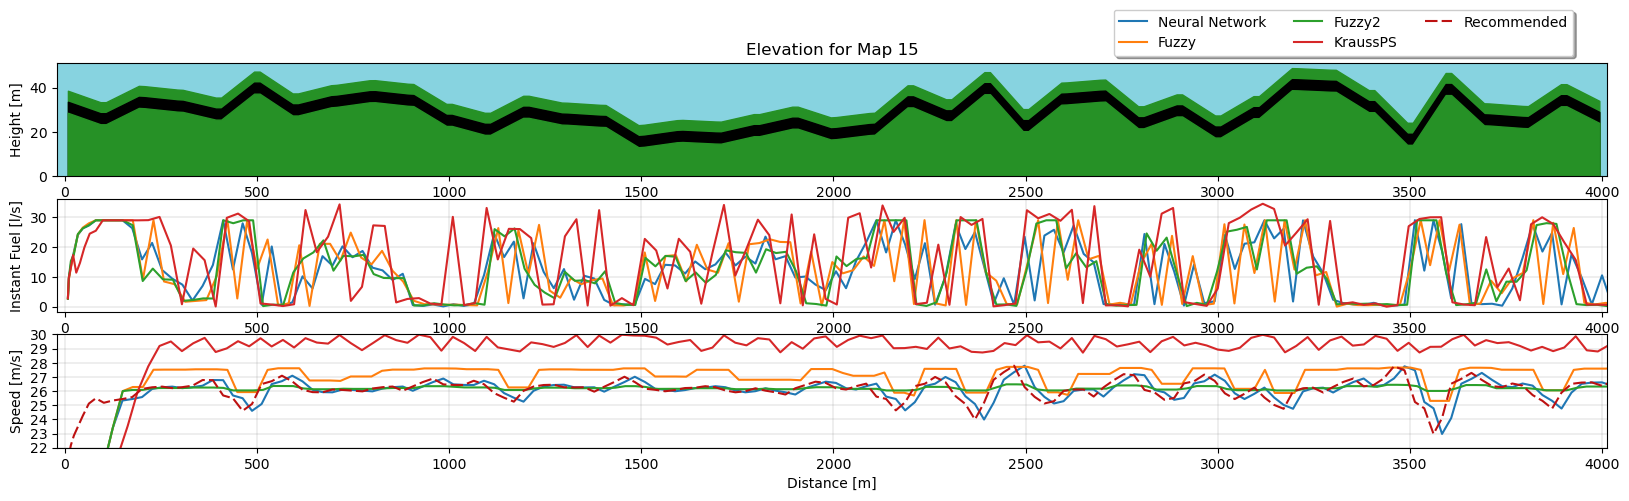 Neural Network Fuzzy2 Recommended
Fuzzy KraussPS
Elevation for Map 15
Height [m]
40
20
0
0 500 1000 1500 2000 2500 3000 3500 4000
Instant Fuel [l/s]
30
20
10
0
0 500 1000 1500 2000 2500 3000 3500 4000
Speed [m/s]
30
29
28
27
26
25
24
23
22
0 500 1000 1500 2000 2500 3000 3500 4000
Distance [m]